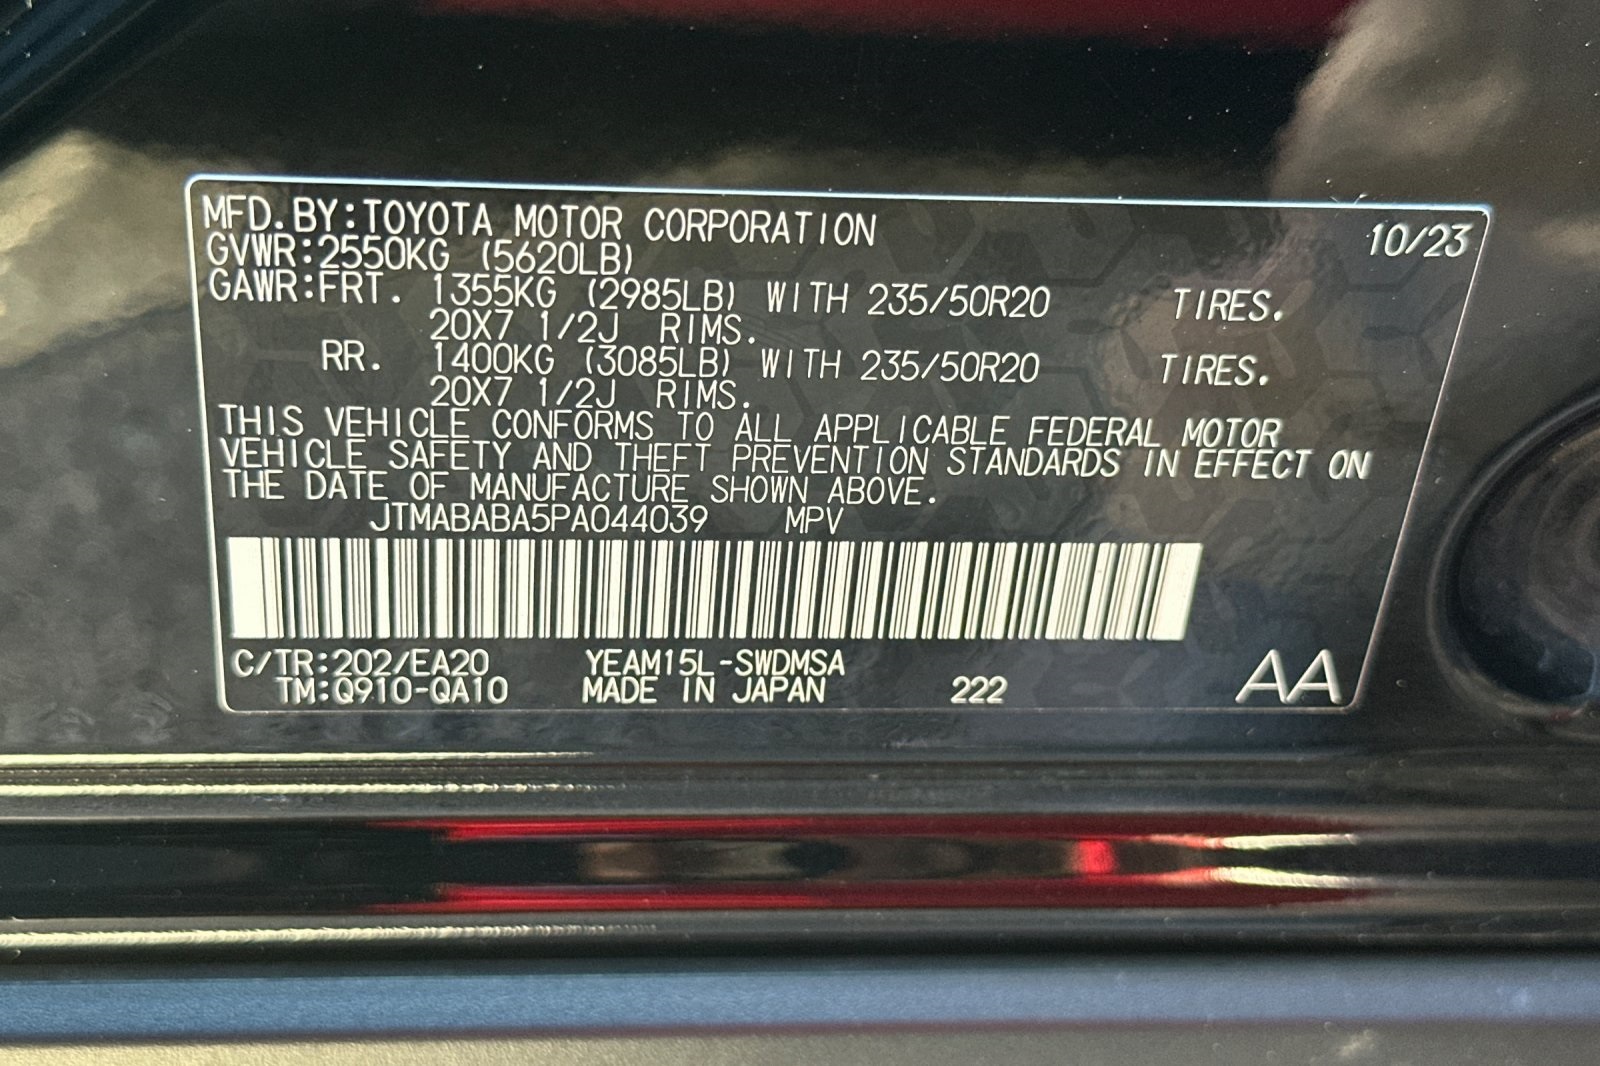 MFD. BY:TOYOTA MOTOR CORPORATION 10/23
GVWR:2550KG (5620LB)
GAWR:FRT. 1355KG (2985LB) WITH 235/50R20 TIRES.
20X7 1/2J RIMS.
RR. 1400KG (3085LB) WITH 235/50R20 TIRES.
20X7 1/2J RIMS.
THIS VEHICLE CONFORMS TO ALL APPLICABLE FEDERAL MOTOR
VEHICLE SAFETY AND THEFT PREVENTION STANDARDS IN EFFECT ON
THE DATE OF MANUFACTURE SHOWN ABOVE.
JTMABABA5PA044039 MPV
C/TR:202/EA20 YEAM15L-SWDMSA
TM:Q910-QA10 MADE IN JAPAN 222 AA